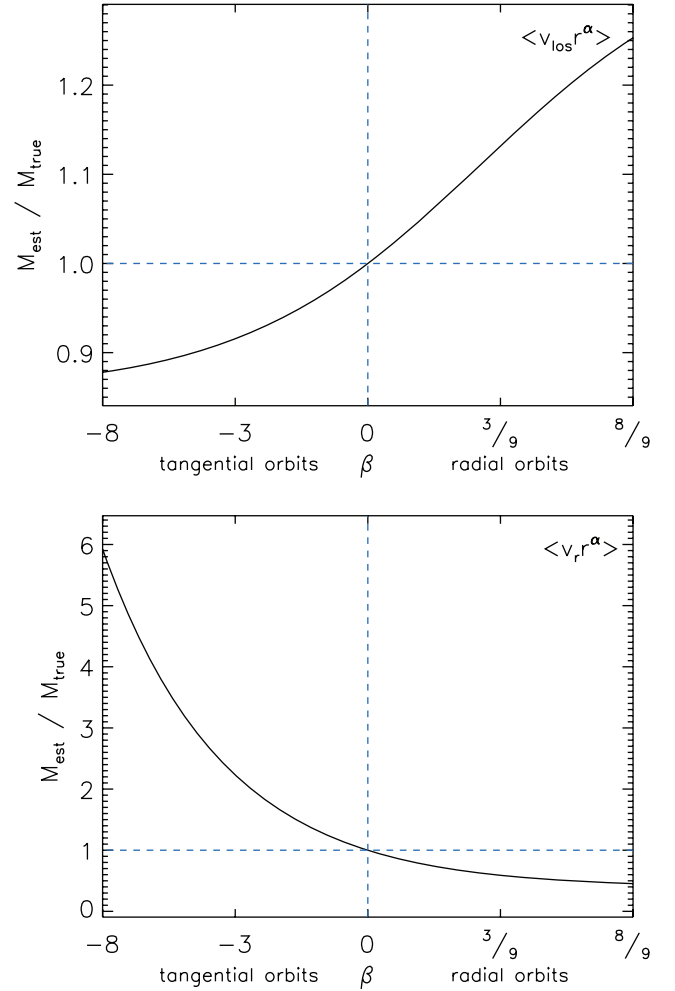 <v_los r^α>
1.2
1.1
1.0
0.9
M_est / M_true
−8 −3 0 3/9 8/9
tangential orbits β radial orbits
<v_r r^α>
6
5
4
3
2
1
0
M_est / M_true
−8 −3 0 3/9 8/9
tangential orbits β radial orbits